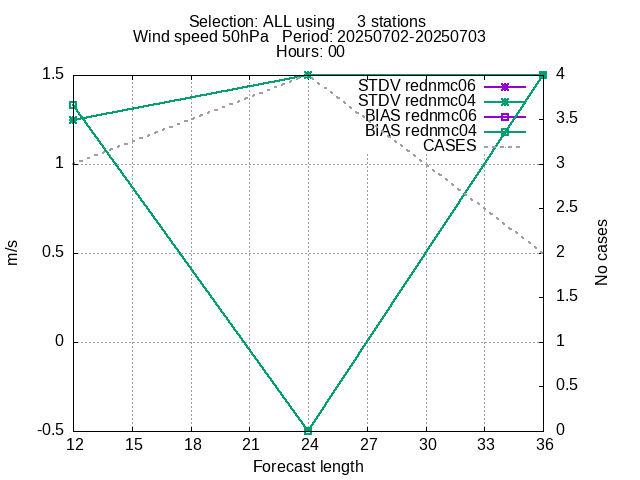 Selection: ALL using     3 stations
Wind speed 50hPa   Period: 20250702-20250703
Hours: 00
1.5
1
0.5
0
-0.5
m/s
STDV rednmc06
STDV rednmc04
BIAS rednmc06
BIAS rednmc04
CASES
4
3.5
3
2.5
2
1.5
1
0.5
0
No cases
12 15 18 21 24 27 30 33 36
Forecast length